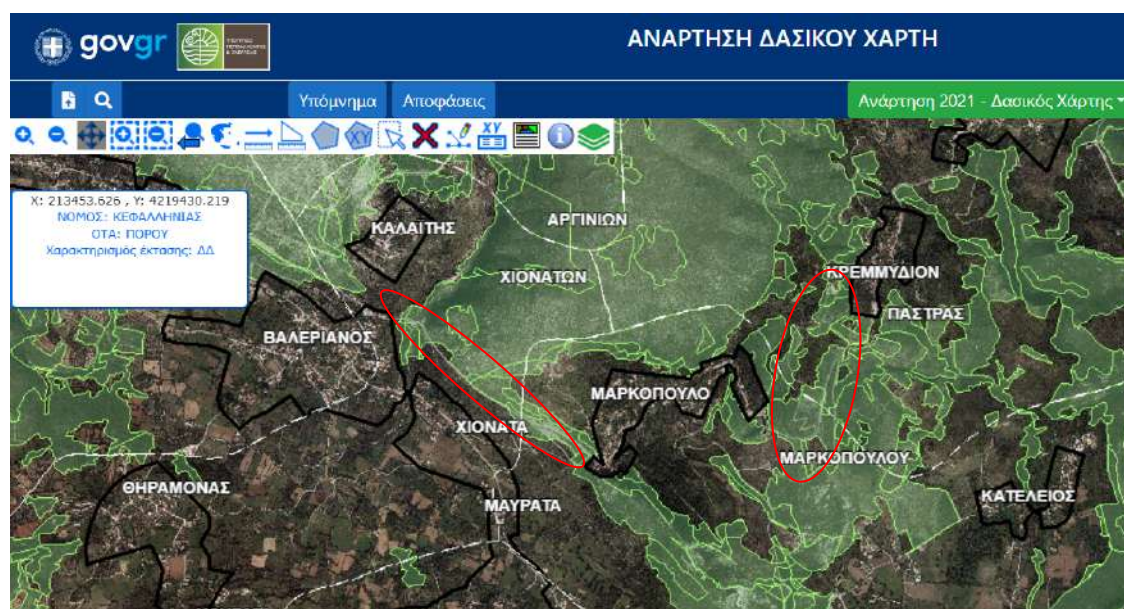 govgr
ΑΝΑΡΤΗΣΗ ΔΑΣΙΚΟΥ ΧΑΡΤΗ
Υπόμνημα
Αποφάσεις
Ανάρτηση 2021 - Δασικός Χάρτης
X: 213453.626 , Y: 4219430.219
ΝΟΜΟΣ: ΚΕΦΑΛΛΗΝΙΑΣ
ΟΤΑ: ΠΟΡΟΥ
Χαρακτηρισμός έκτασης: ΔΔ
ΚΑΛΑΪΤΗΣ
ΑΡΓΙΝΙΩΝ
ΧΙΟΝΑΤΩΝ
ΚΡΕΜΜΥΔΙΟΝ
ΠΑΣΤΡΑΣ
ΒΑΛΕΡΙΑΝΟΣ
ΜΑΡΚΟΠΟΥΛΟ
ΧΙΟΝΑΤΑ
ΜΑΡΚΟΠΟΥΛΟΥ
ΘΗΡΑΜΟΝΑΣ
ΜΑΥΡΑΤΑ
ΚΑΤΕΛΕΙΟΣ